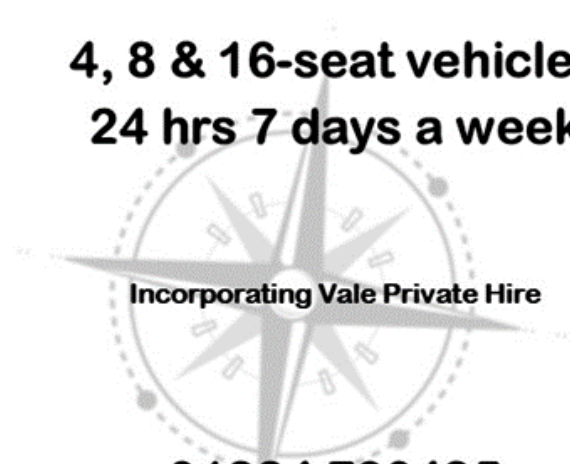 4, 8 & 16-seat vehicle
24 hrs 7 days a week
Incorporating Vale Private Hire